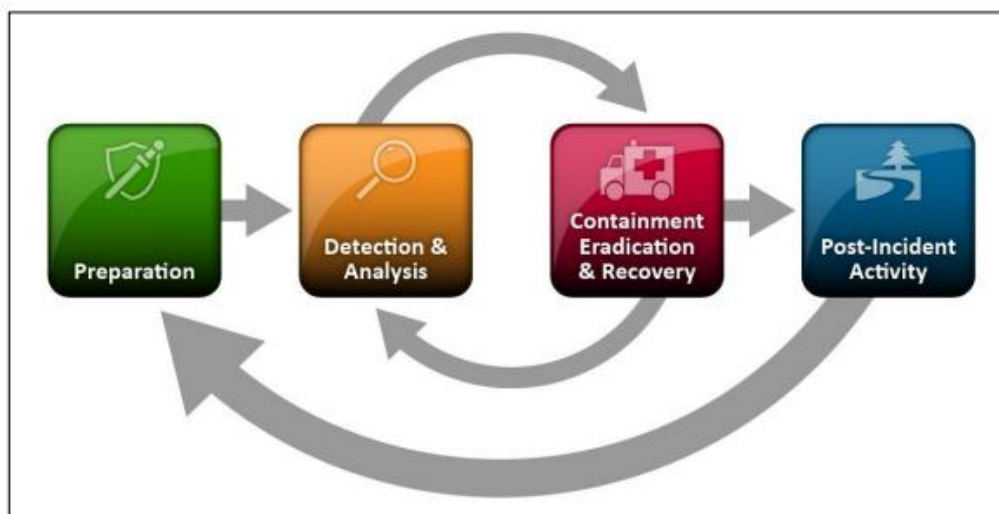 Preparation
Detection &
Analysis
Containment
Eradication
& Recovery
Post-Incident
Activity